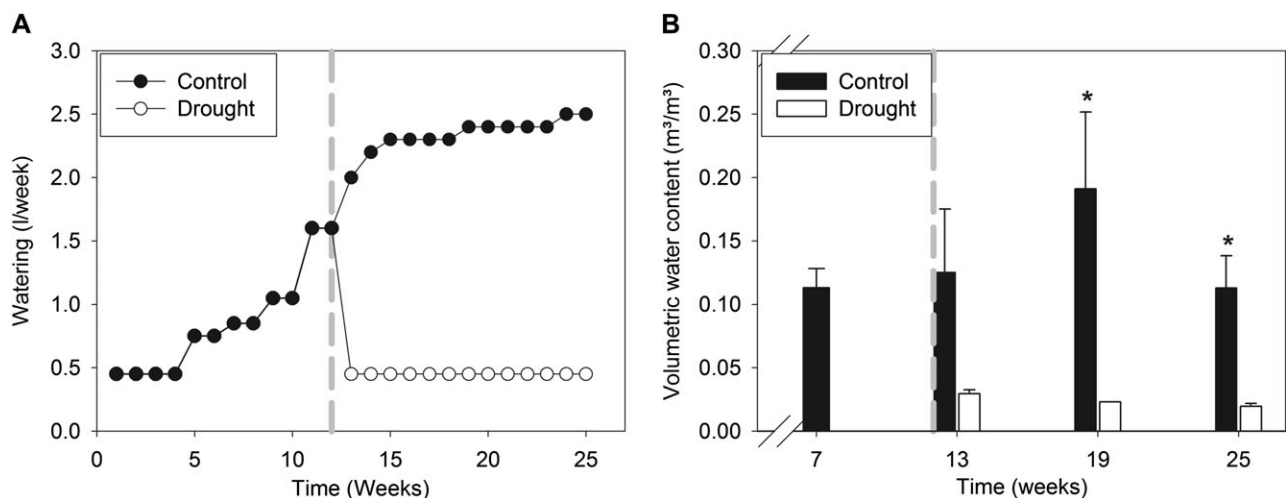 A
Watering (l/week)
3.0
2.5
2.0
1.5
1.0
0.5
0.0
Control
Drought
0 5 10 15 20 25
Time (Weeks)
B
Volumetric water content (m³/m³)
0.30
0.25
0.20
0.15
0.10
0.05
0.00
Control
Drought
*
*
7 13 19 25
Time (weeks)